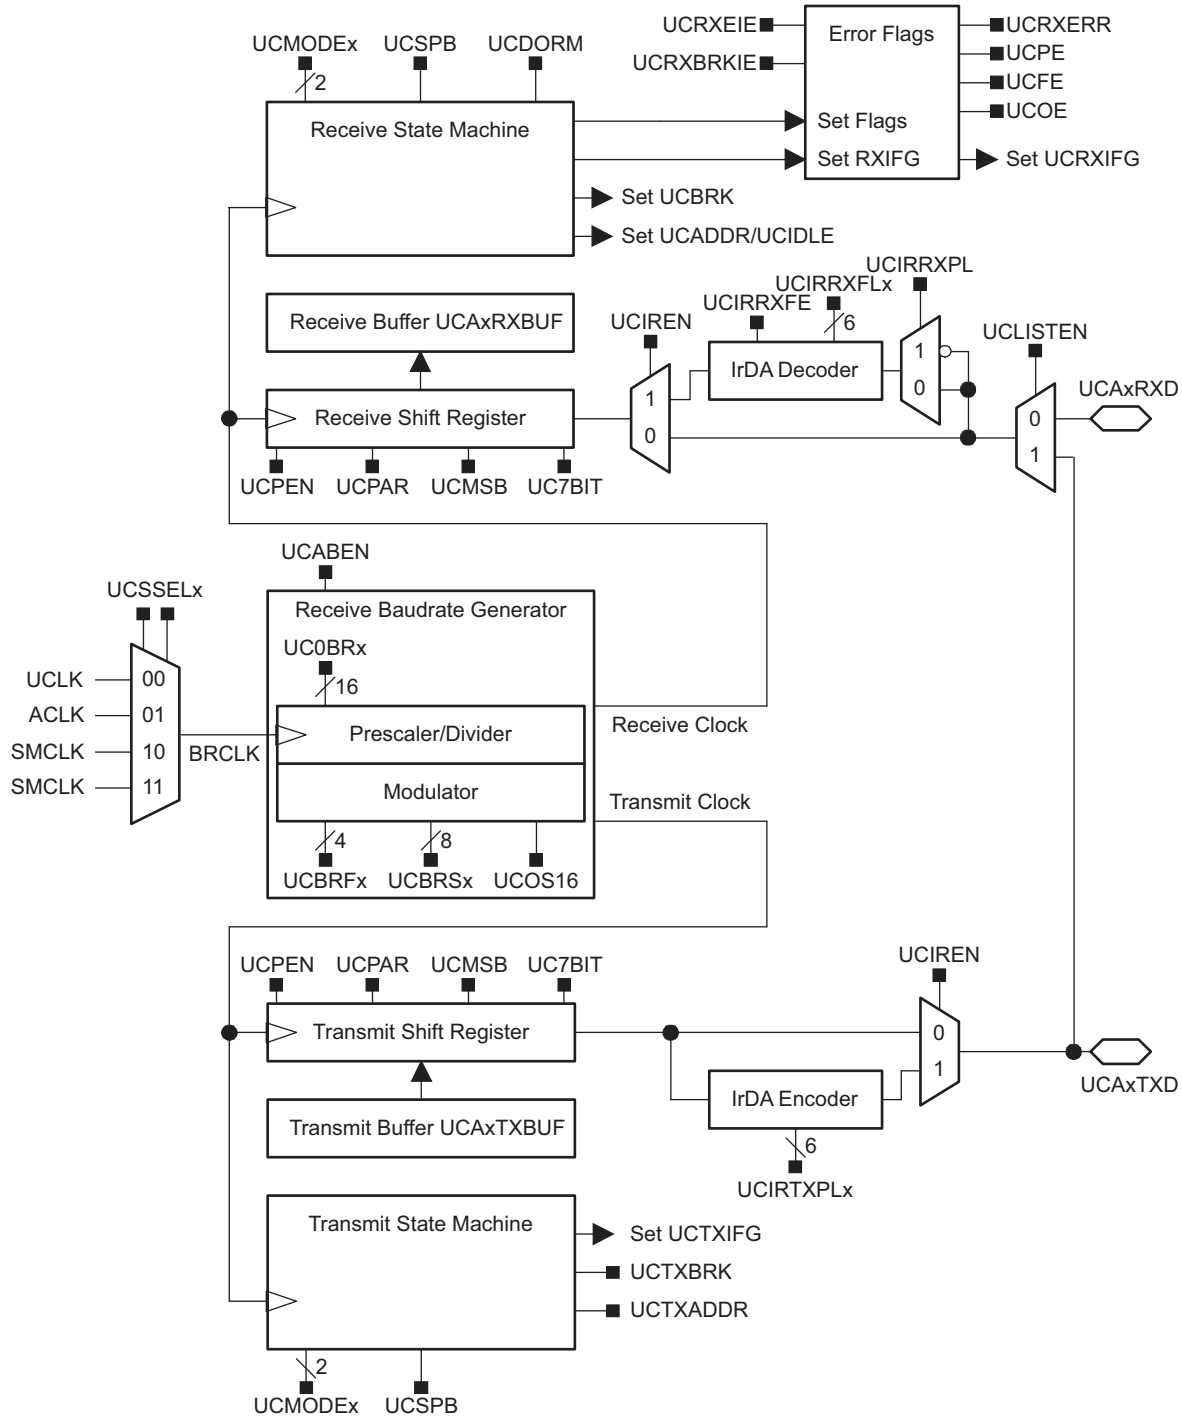 UCMODEx
UCSPB
UCDORM
2
Receive State Machine
UCRXEIE
UCRXBRKIE
Error Flags
UCRXERR
UCPE
UCFE
UCOE
Set Flags
Set RXIFG
Set UCRXIFG
Set UCBRK
Set UCADDR/UCIDLE
Receive Buffer UCAxRXBUF
Receive Shift Register
UCPEN
UCPAR
UCMSB
UC7BIT
UCIREN
1
0
UCIRRXFE
UCIRRXFLx
6
IrDA Decoder
UCIRRXPL
1
0
UCLISTEN
0
1
UCAxRXD
UCABEN
Receive Baudrate Generator
UC0BRx
16
UCSSELx
UCLK
ACLK
SMCLK
SMCLK
00
01
10
11
BRCLK
Prescaler/Divider
Modulator
Receive Clock
Transmit Clock
4
8
UCBRFx
UCBRSx
UCOS16
UCPEN
UCPAR
UCMSB
UC7BIT
Transmit Shift Register
Transmit Buffer UCAxTXBUF
UCIREN
0
1
IrDA Encoder
6
UCIRTXPLx
UCAxTXD
Transmit State Machine
Set UCTXIFG
UCTXBRK
UCTXADDR
2
UCMODEx
UCSPB